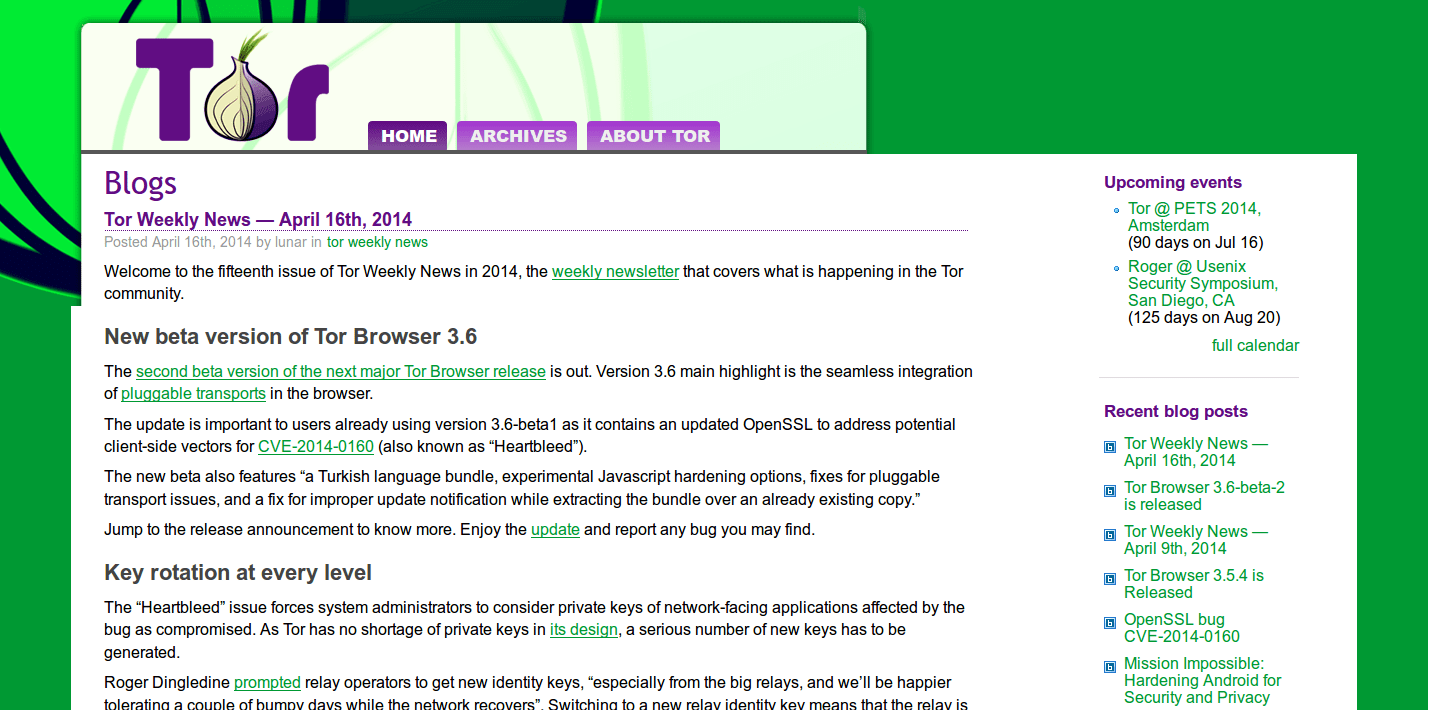 Tor
HOME
ARCHIVES
ABOUT TOR
Blogs
Tor Weekly News — April 16th, 2014
Posted April 16th, 2014 by lunar in tor weekly news
Welcome to the fifteenth issue of Tor Weekly News in 2014, the weekly newsletter that covers what is happening in the Tor
community.
New beta version of Tor Browser 3.6
The second beta version of the next major Tor Browser release is out. Version 3.6 main highlight is the seamless integration
of pluggable transports in the browser.
The update is important to users already using version 3.6-beta1 as it contains an updated OpenSSL to address potential
client-side vectors for CVE-2014-0160 (also known as “Heartbleed”).
The new beta also features “a Turkish language bundle, experimental Javascript hardening options, fixes for pluggable
transport issues, and a fix for improper update notification while extracting the bundle over an already existing copy.”
Jump to the release announcement to know more. Enjoy the update and report any bug you may find.
Key rotation at every level
The “Heartbleed” issue forces system administrators to consider private keys of network-facing applications affected by the
bug as compromised. As Tor has no shortage of private keys in its design, a serious number of new keys has to be
generated.
Roger Dingledine prompted relay operators to get new identity keys, “especially from the big relays, and we’ll be happier
tolerating a couple of bumpy days while the network recovers”. Switching to a new relay identity key means that the relay is
Upcoming events
Tor @ PETS 2014,
Amsterdam
(90 days on Jul 16)
Roger @ Usenix
Security Symposium,
San Diego, CA
(125 days on Aug 20)
full calendar
Recent blog posts
Tor Weekly News —
April 16th, 2014
Tor Browser 3.6-beta-2
is released
Tor Weekly News —
April 9th, 2014
Tor Browser 3.5.4 is
Released
OpenSSL bug
CVE-2014-0160
Mission Impossible:
Hardening Android for
Security and Privacy